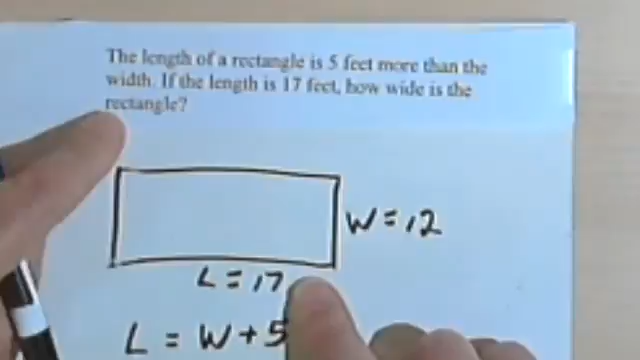 The length of a rectangle is 5 feet more than the
width. If the length is 17 feet, how wide is the
rectangle?
W = 12
L = 17
L = W + 5